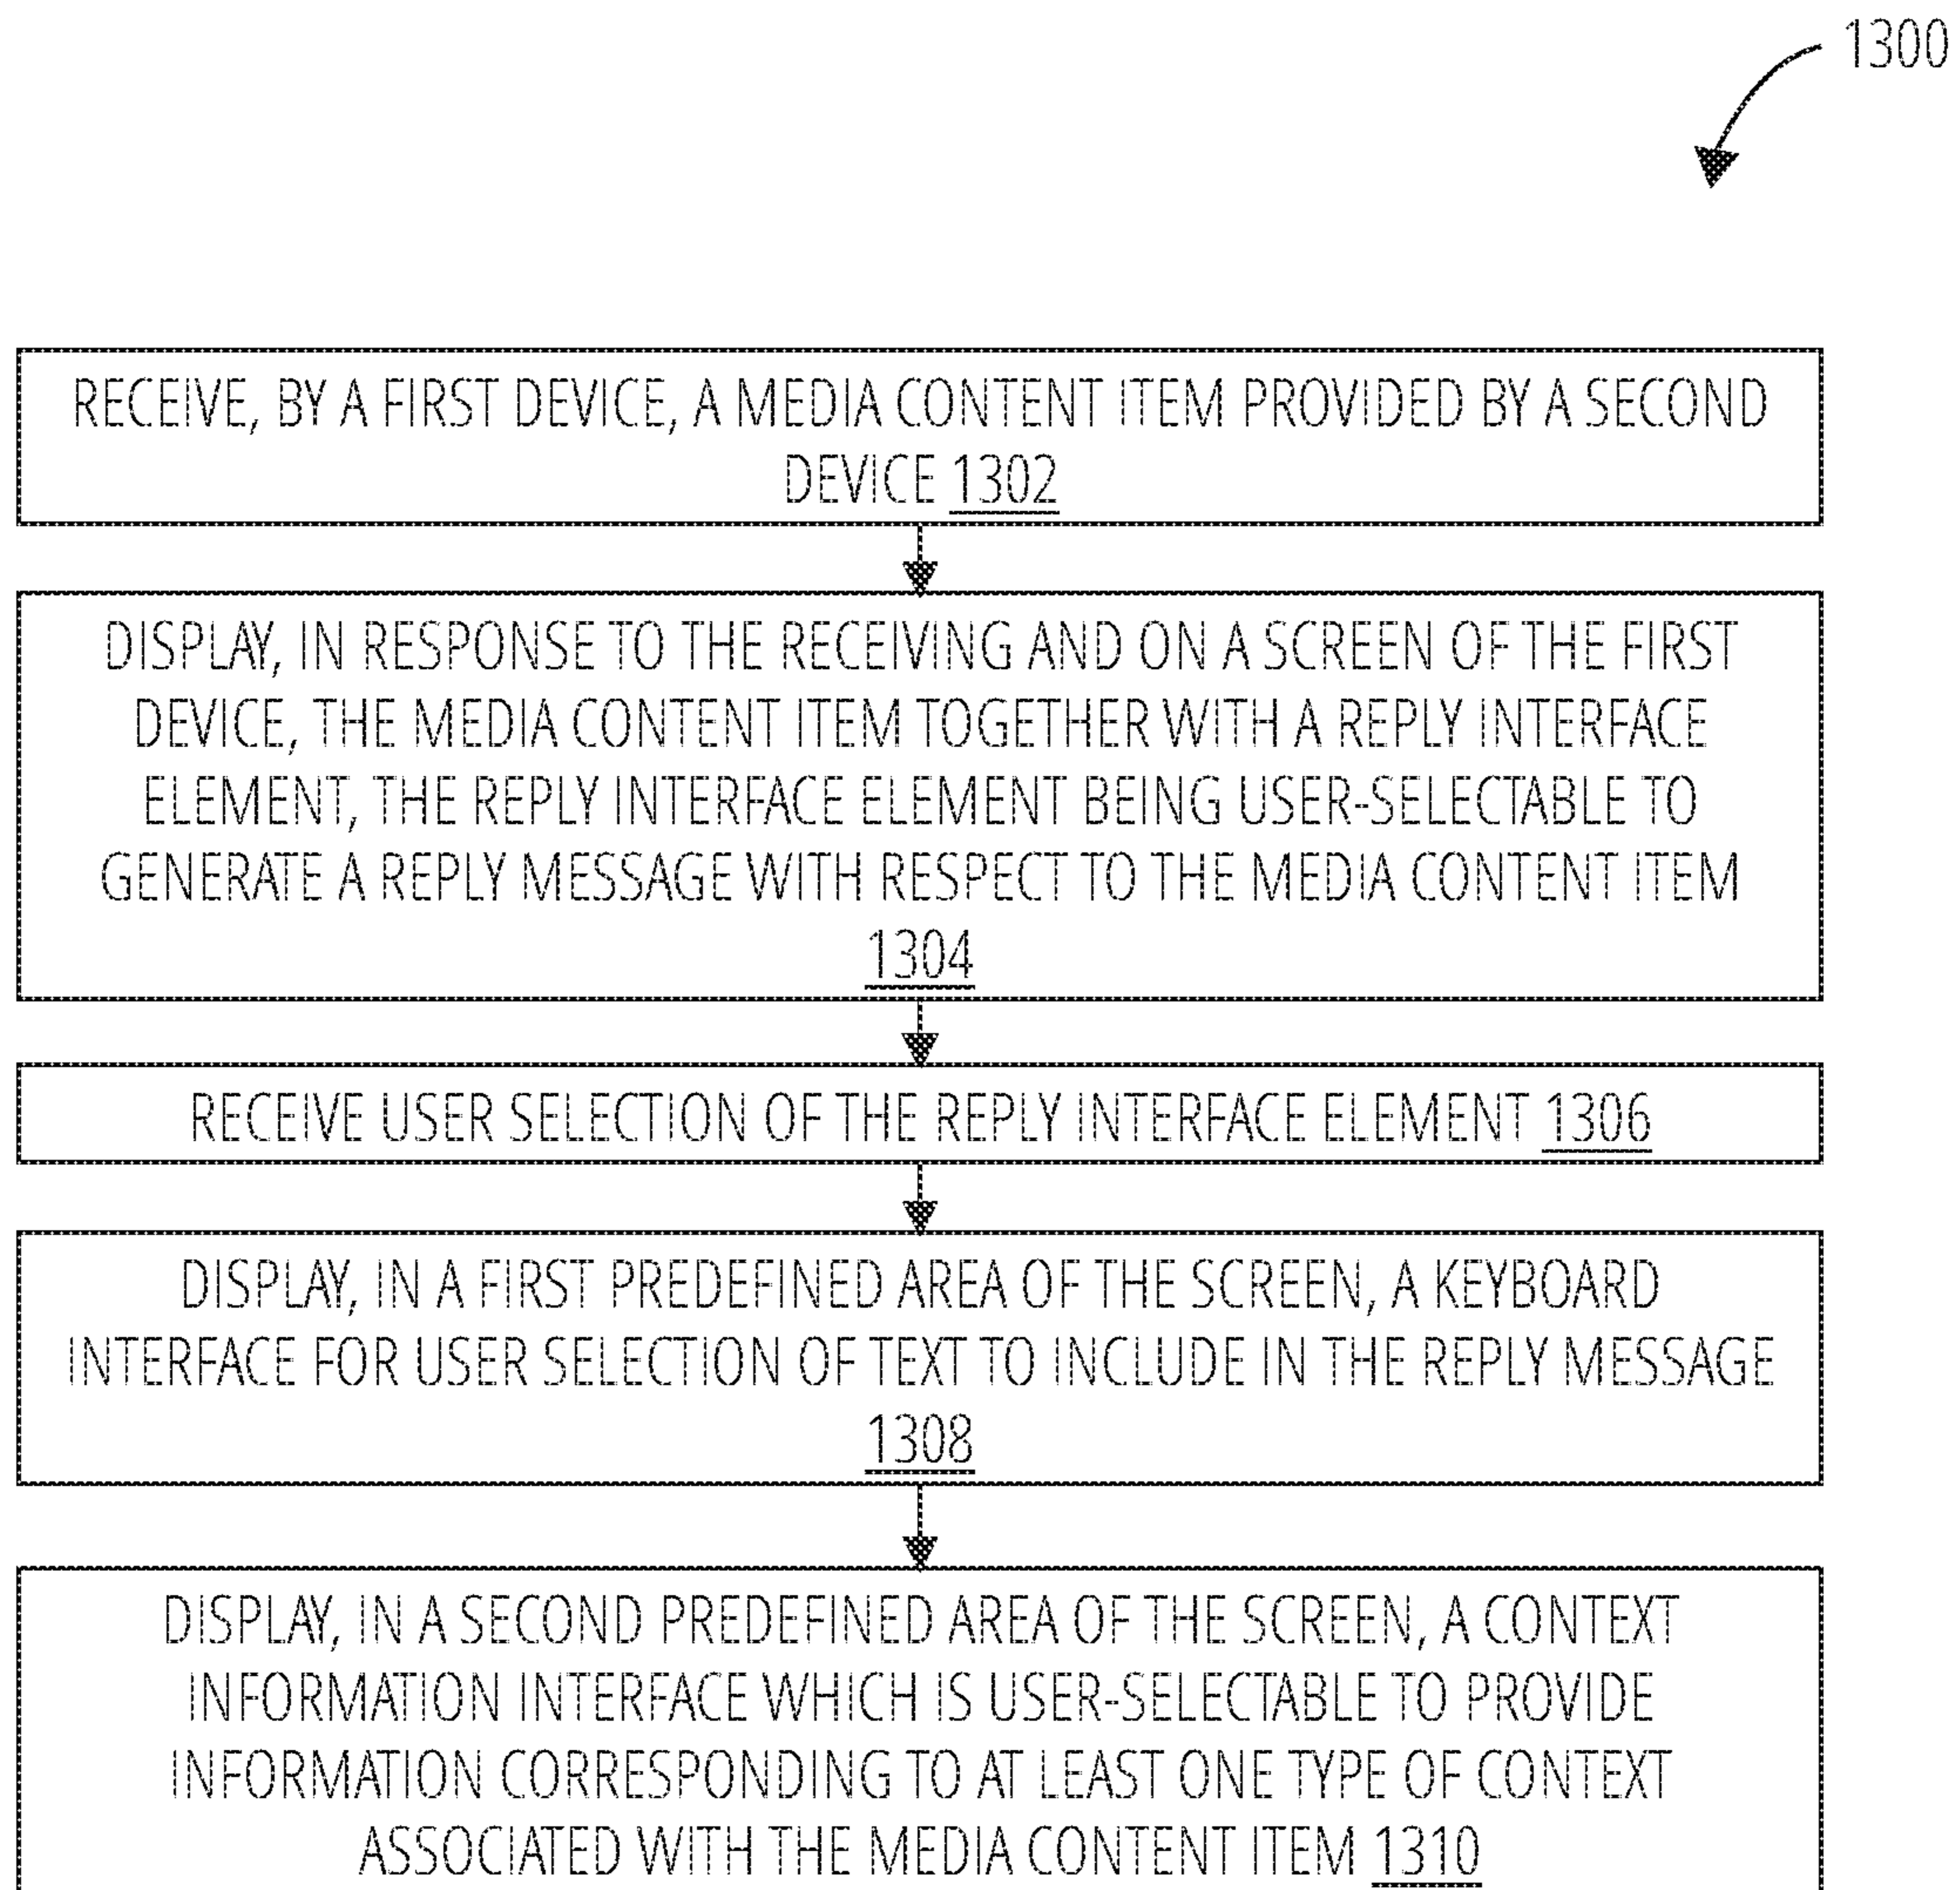 1300
RECEIVE, BY A FIRST DEVICE, A MEDIA CONTENT ITEM PROVIDED BY A SECOND
DEVICE 1302
DISPLAY, IN RESPONSE TO THE RECEIVING AND ON A SCREEN OF THE FIRST
DEVICE, THE MEDIA CONTENT ITEM TOGETHER WITH A REPLY INTERFACE
ELEMENT, THE REPLY INTERFACE ELEMENT BEING USER-SELECTABLE TO
GENERATE A REPLY MESSAGE WITH RESPECT TO THE MEDIA CONTENT ITEM
1304
RECEIVE USER SELECTION OF THE REPLY INTERFACE ELEMENT 1306
DISPLAY, IN A FIRST PREDEFINED AREA OF THE SCREEN, A KEYBOARD
INTERFACE FOR USER SELECTION OF TEXT TO INCLUDE IN THE REPLY MESSAGE
1308
DISPLAY, IN A SECOND PREDEFINED AREA OF THE SCREEN, A CONTEXT
INFORMATION INTERFACE WHICH IS USER-SELECTABLE TO PROVIDE
INFORMATION CORRESPONDING TO AT LEAST ONE TYPE OF CONTEXT
ASSOCIATED WITH THE MEDIA CONTENT ITEM 1310